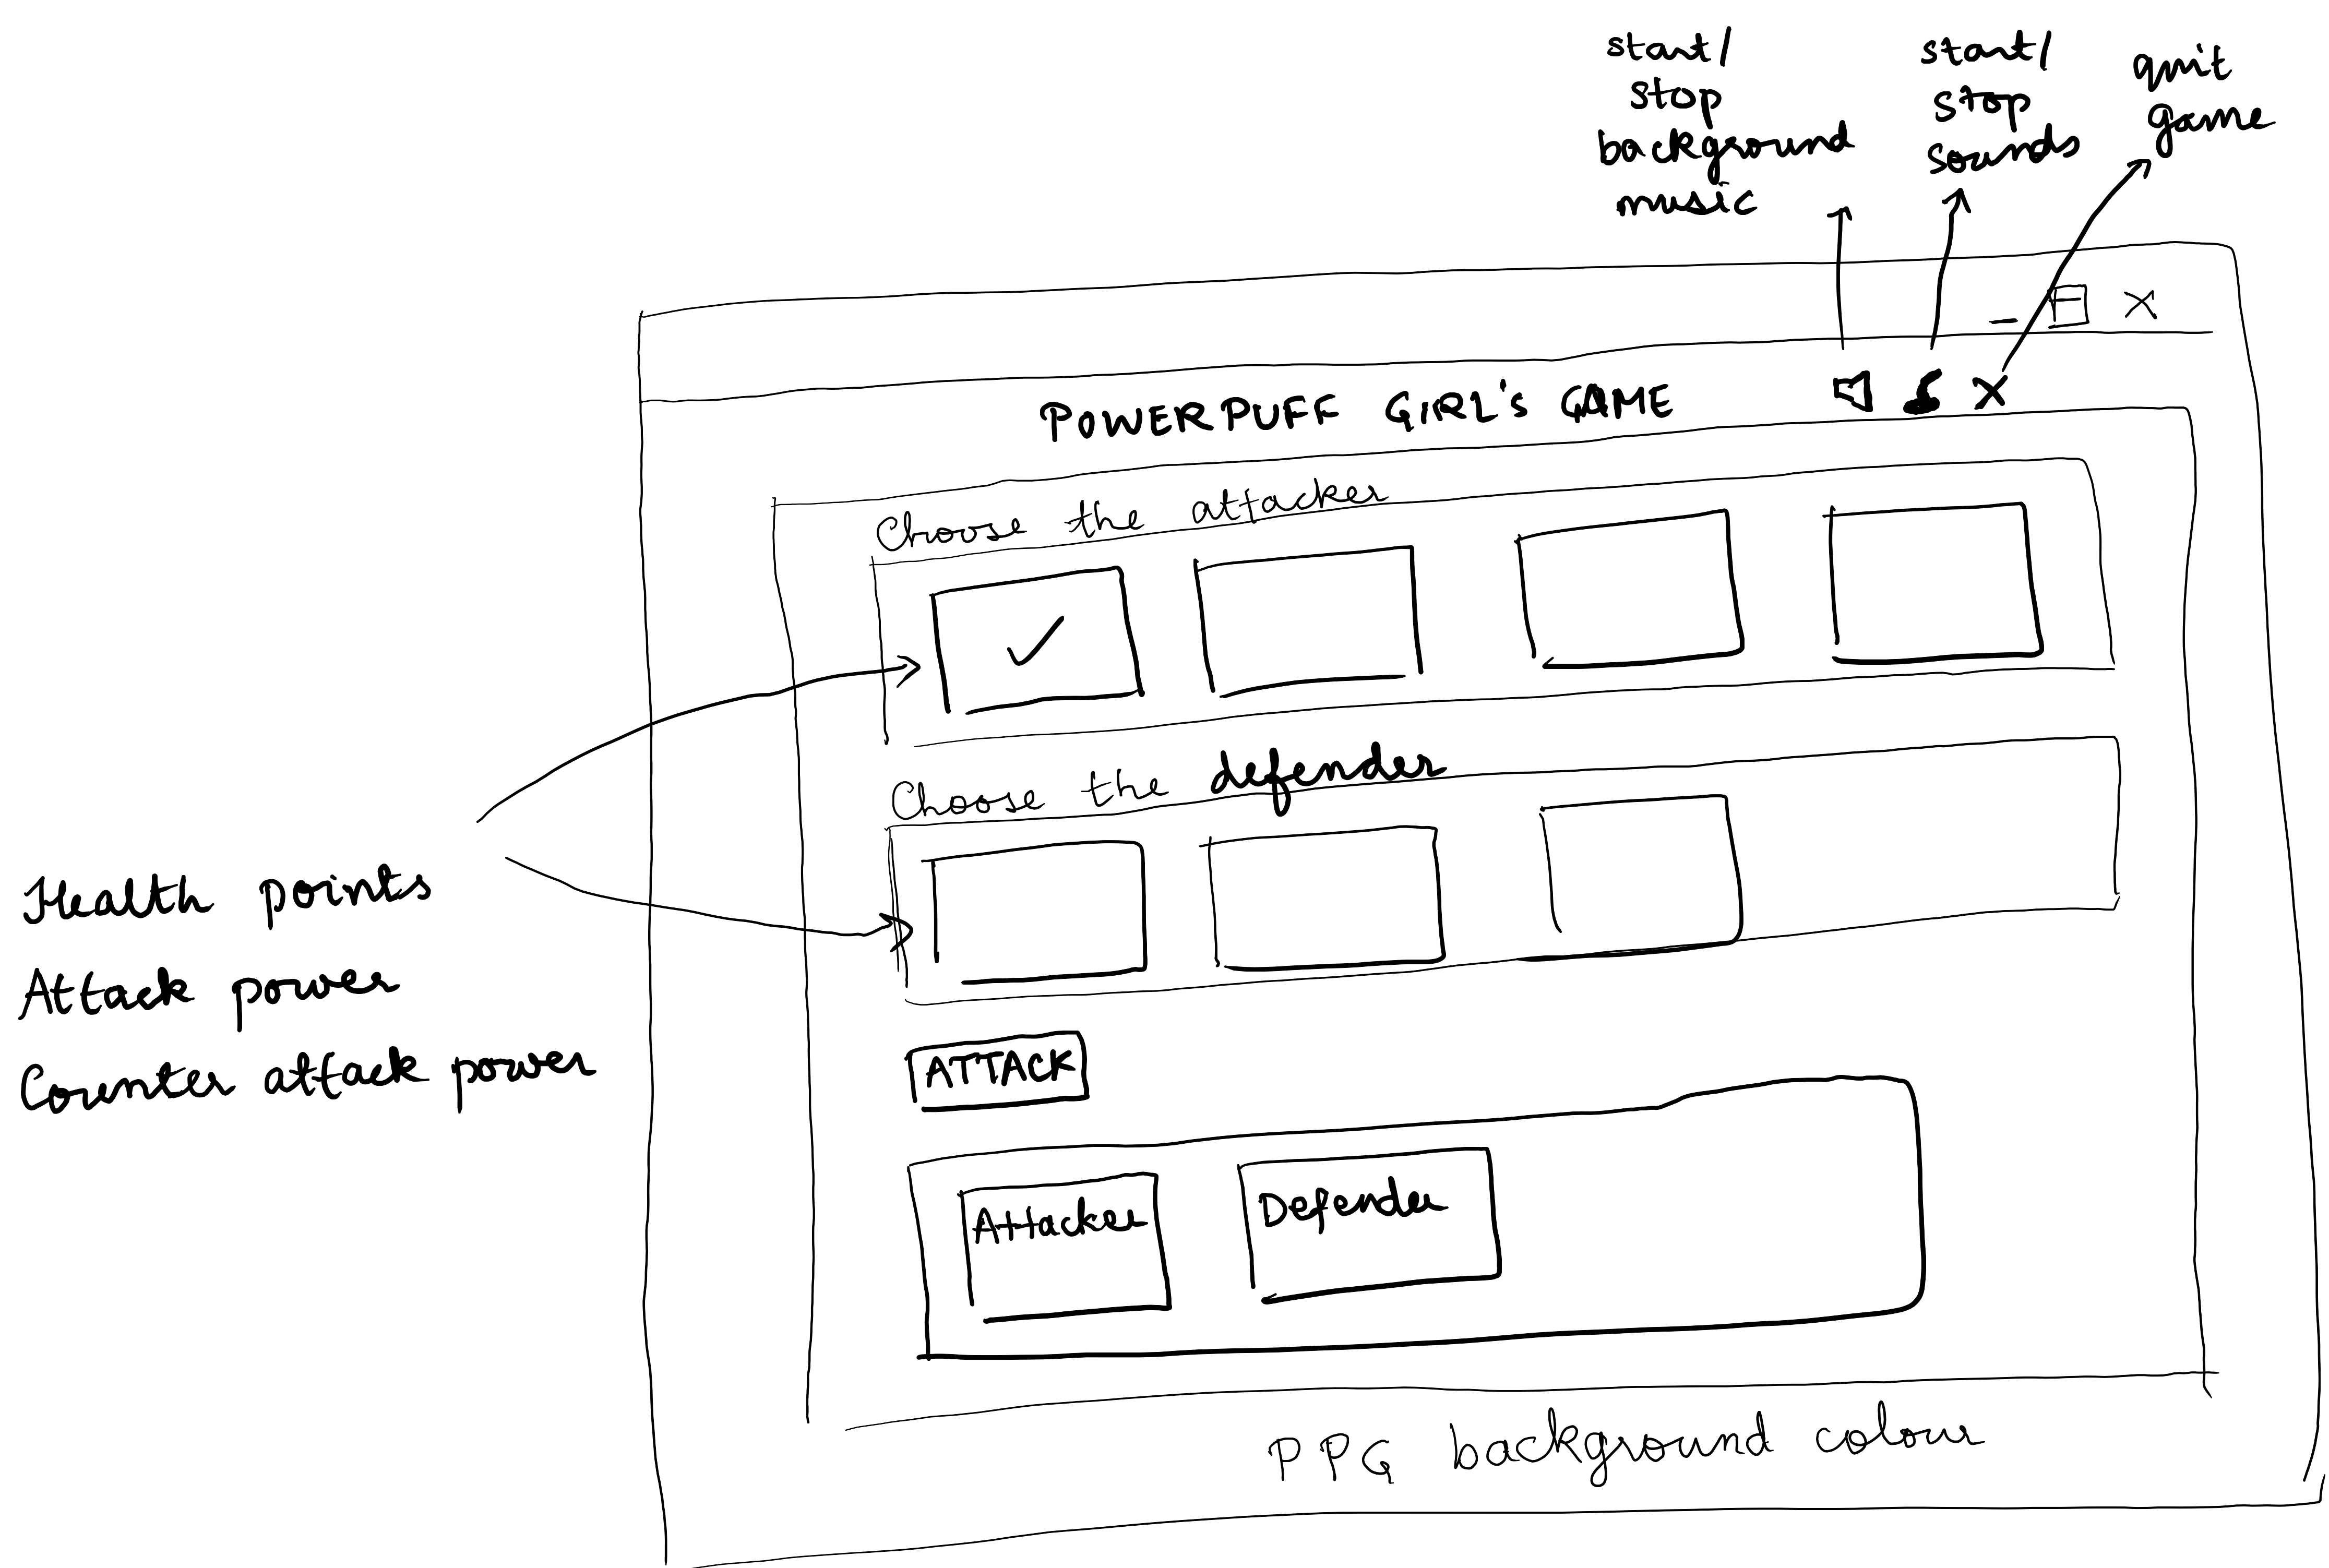 start/
stop
background
music
start/
stop
sounds
quit
game
POWERPUFF GIRL'S GAME
Choose the attacker
Choose the defender
Health points
Attack power
Counter attack power
ATTACK
Attacker
Defender
PPG background colour